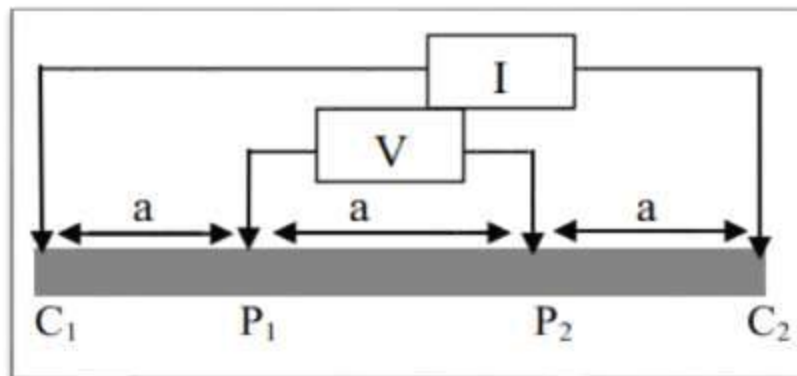 I
V
a a a
C₁ P₁ P₂ C₂